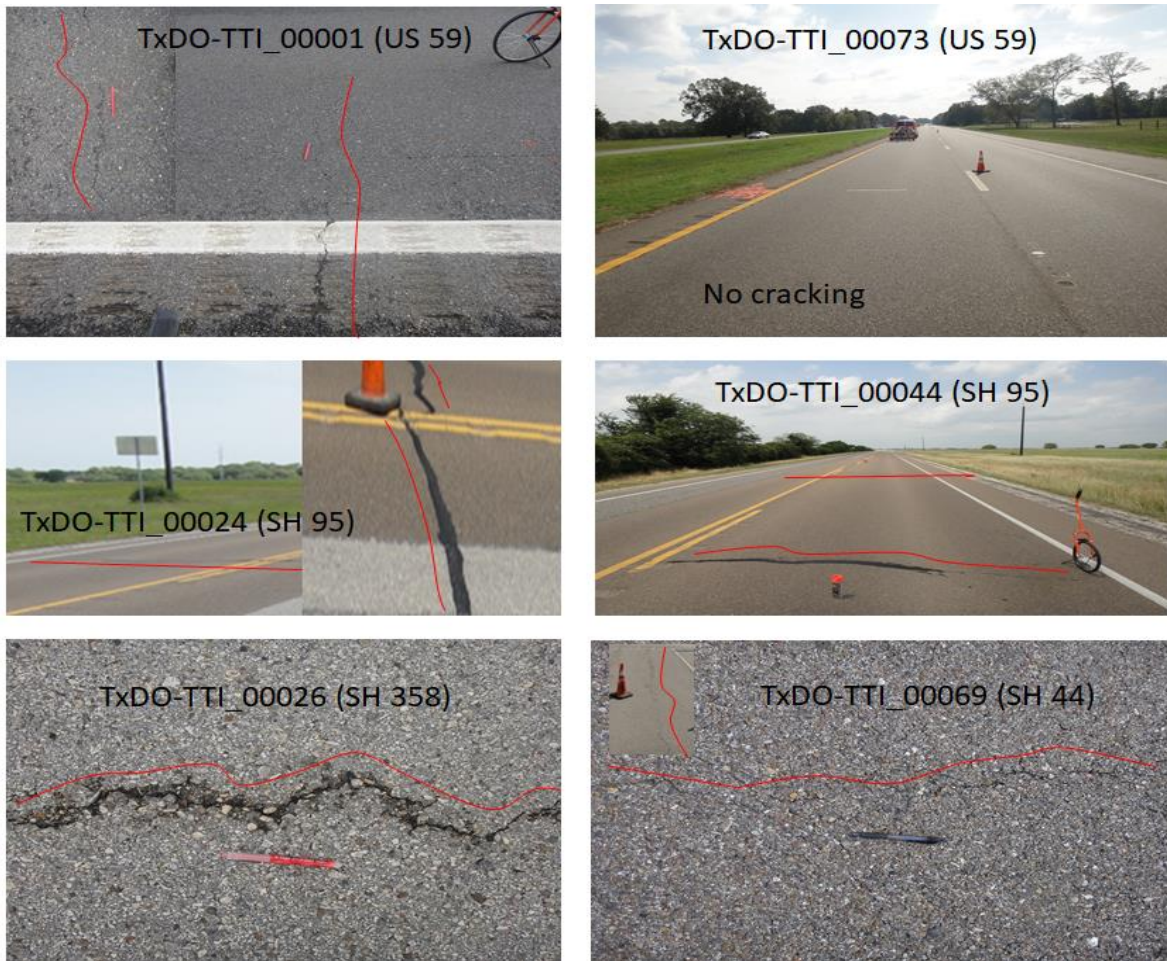 TxDO-TTI_00001 (US 59)
TxDO-TTI_00073 (US 59)
No cracking
TxDO-TTI_00024 (SH 95)
TxDO-TTI_00044 (SH 95)
TxDO-TTI_00026 (SH 358)
TxDO-TTI_00069 (SH 44)